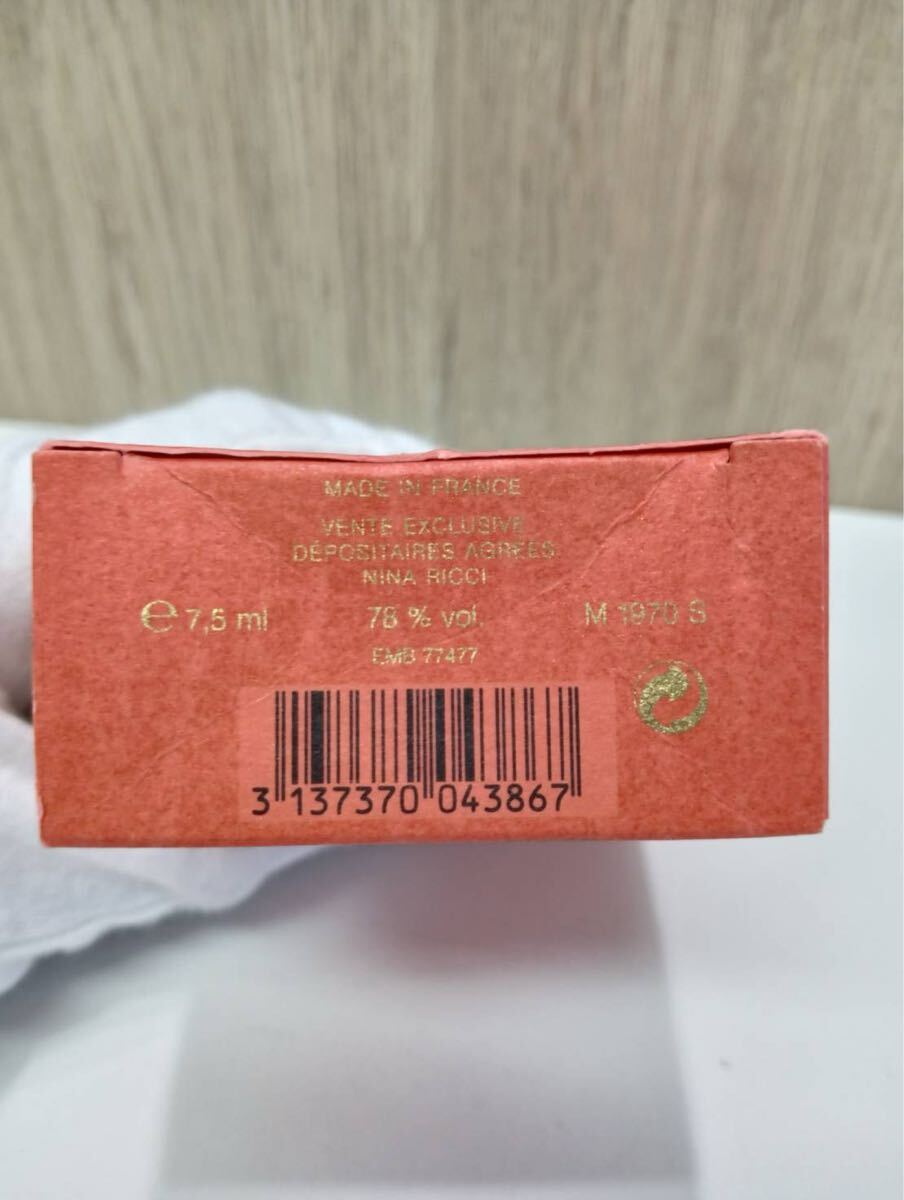 MADE IN FRANCE
VENTE EXCLUSIVE
DÉPOSITAIRES AGRÉES
NINA RICCI
℮ 7,5 ml 78 % vol. M 1970 S
EMB 77477
3 137370 043867